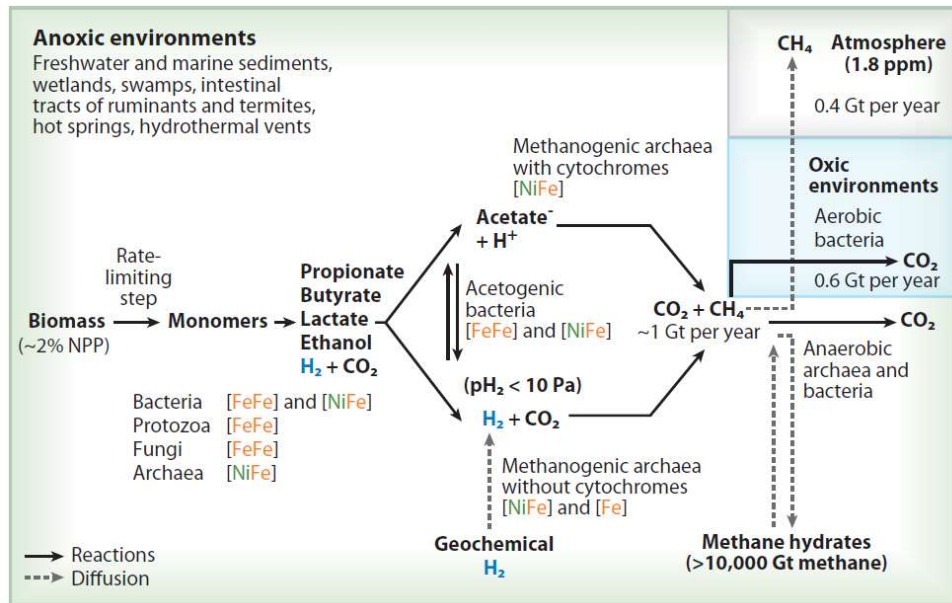 Anoxic environments
Freshwater and marine sediments,
wetlands, swamps, intestinal
tracts of ruminants and termites,
hot springs, hydrothermal vents
CH₄ Atmosphere
(1.8 ppm)
0.4 Gt per year
Oxic
environments
Aerobic
bacteria
CO₂
0.6 Gt per year
Methanogenic archaea
with cytochromes
[NiFe]
Acetate⁻
+ H⁺
Rate-
limiting
step
Biomass
(~2% NPP)
Monomers
Propionate
Butyrate
Lactate
Ethanol
H₂ + CO₂
Acetogenic
bacteria
[FeFe] and [NiFe]
CO₂ + CH₄
~1 Gt per year
CO₂
Anaerobic
archaea and
bacteria
(pH₂ < 10 Pa)
H₂ + CO₂
Bacteria [FeFe] and [NiFe]
Protozoa [FeFe]
Fungi [FeFe]
Archaea [NiFe]
Methanogenic archaea
without cytochromes
[NiFe] and [Fe]
Geochemical
H₂
Methane hydrates
(>10,000 Gt methane)
Reactions
Diffusion